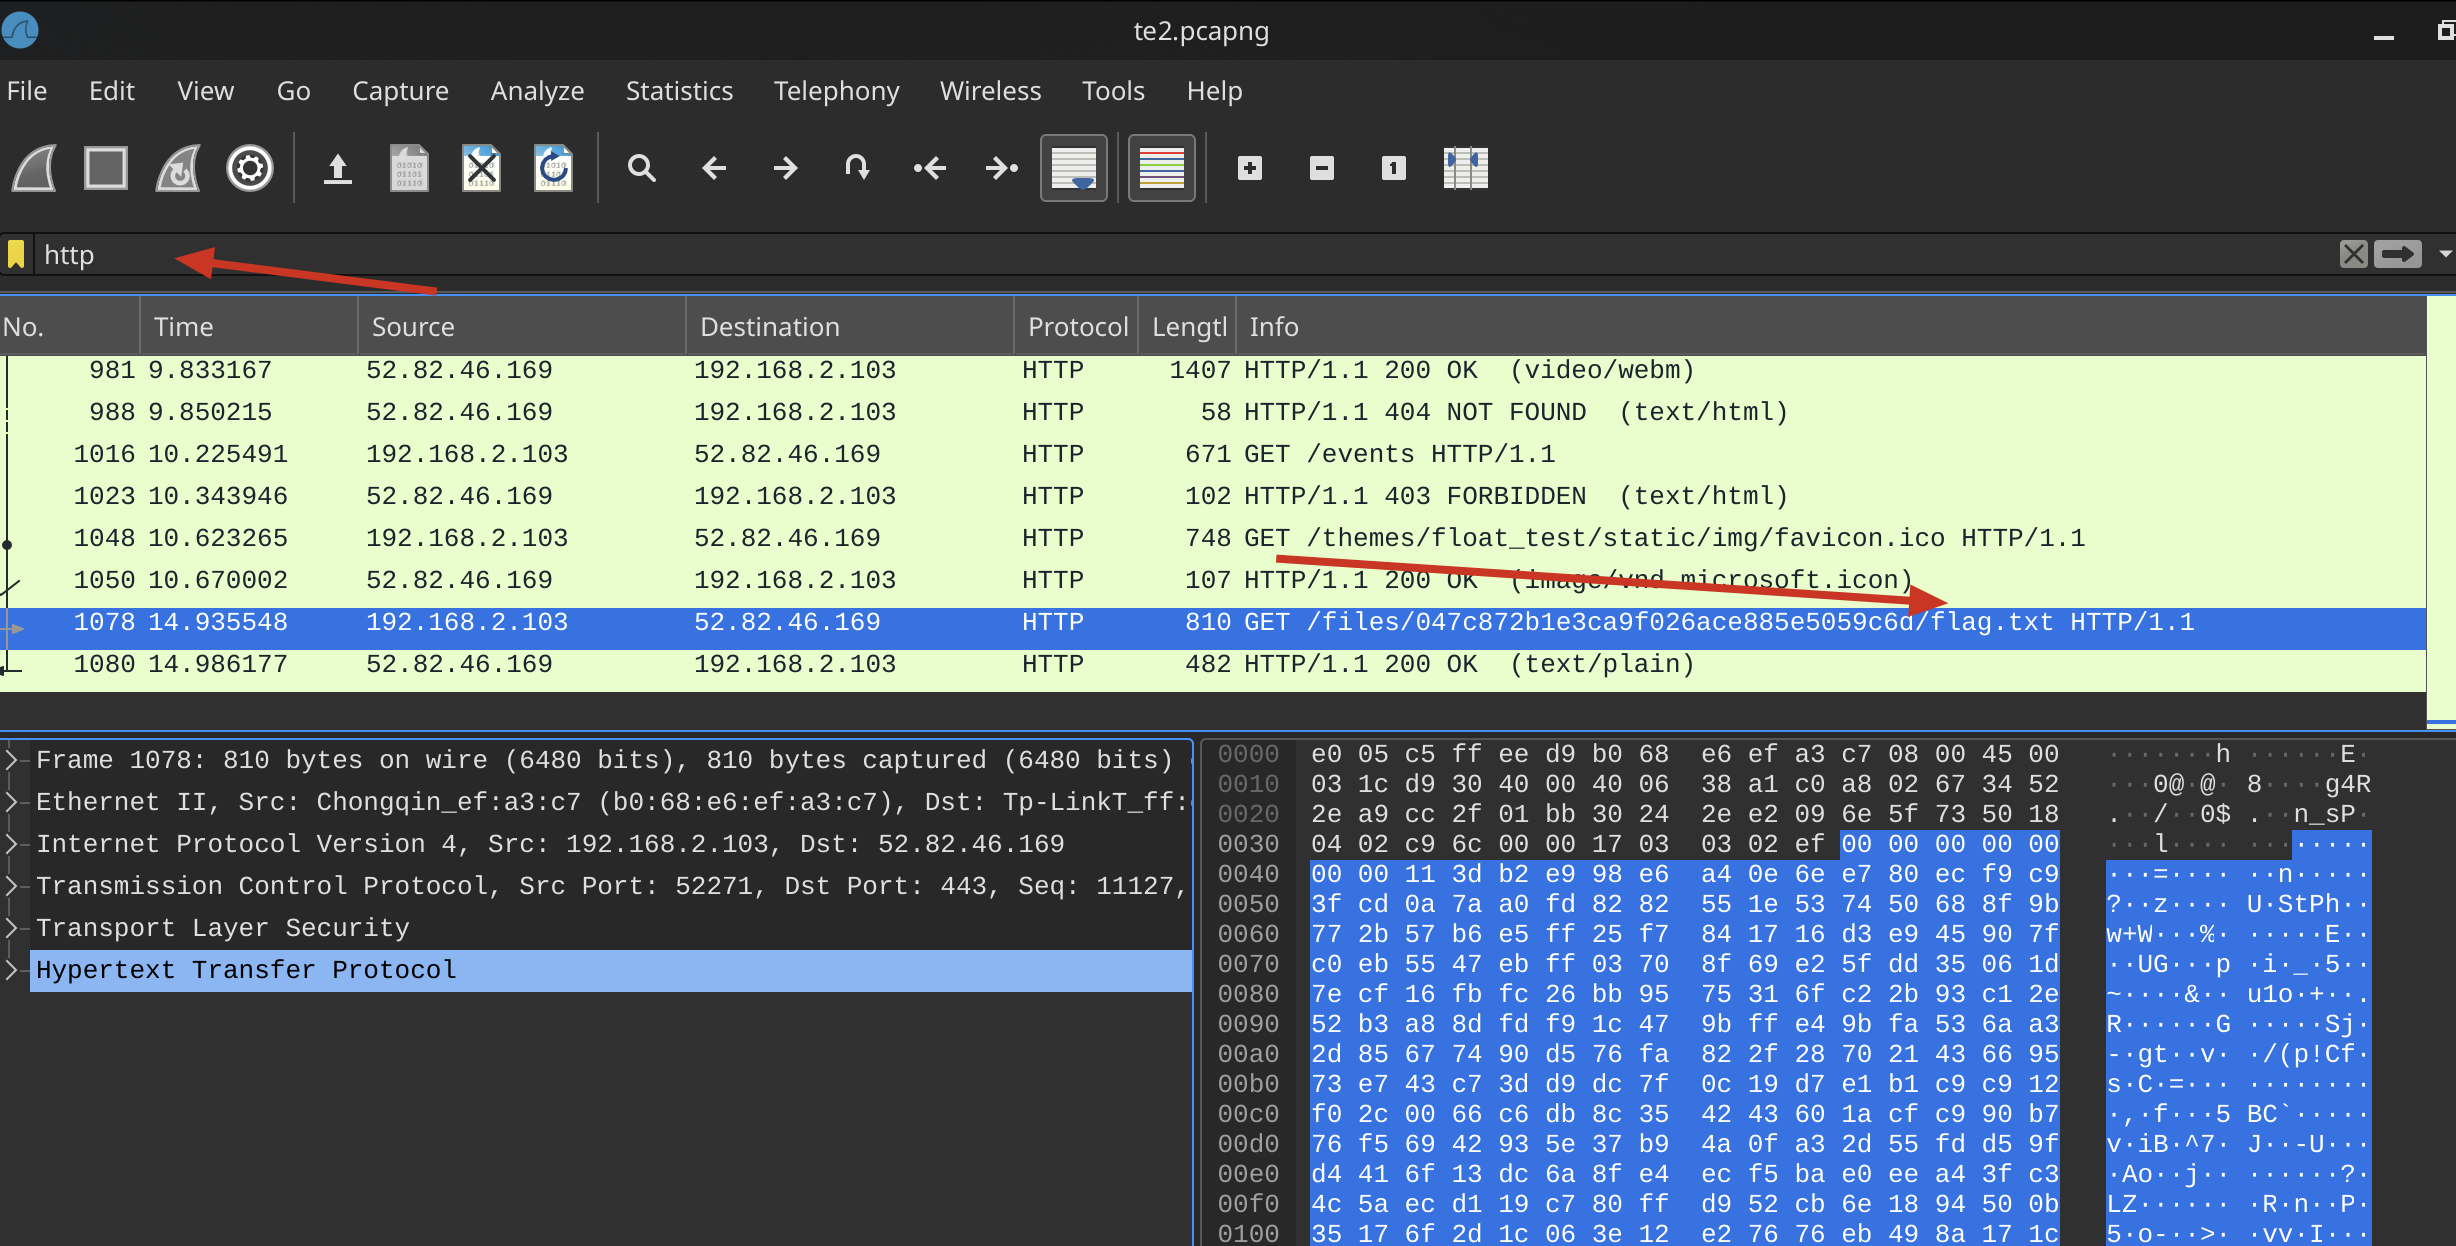 te2.pcapng
File Edit View Go Capture Analyze Statistics Telephony Wireless Tools Help
http
No. Time Source Destination Protocol Lengtl Info
981 9.833167 52.82.46.169 192.168.2.103 HTTP 1407 HTTP/1.1 200 OK (video/webm)
988 9.850215 52.82.46.169 192.168.2.103 HTTP 58 HTTP/1.1 404 NOT FOUND (text/html)
1016 10.225491 192.168.2.103 52.82.46.169 HTTP 671 GET /events HTTP/1.1
1023 10.343946 52.82.46.169 192.168.2.103 HTTP 102 HTTP/1.1 403 FORBIDDEN (text/html)
1048 10.623265 192.168.2.103 52.82.46.169 HTTP 748 GET /themes/float_test/static/img/favicon.ico HTTP/1.1
1050 10.670002 52.82.46.169 192.168.2.103 HTTP 107 HTTP/1.1 200 OK (image/vnd.microsoft.icon)
1078 14.935548 192.168.2.103 52.82.46.169 HTTP 810 GET /files/047c872b1e3ca9f026ace885e5059c6d/flag.txt HTTP/1.1
1080 14.986177 52.82.46.169 192.168.2.103 HTTP 482 HTTP/1.1 200 OK (text/plain)
Frame 1078: 810 bytes on wire (6480 bits), 810 bytes captured (6480 bits)
Ethernet II, Src: Chongqin_ef:a3:c7 (b0:68:e6:ef:a3:c7), Dst: Tp-LinkT_ff:
Internet Protocol Version 4, Src: 192.168.2.103, Dst: 52.82.46.169
Transmission Control Protocol, Src Port: 52271, Dst Port: 443, Seq: 11127,
Transport Layer Security
Hypertext Transfer Protocol
0000 e0 05 c5 ff ee d9 b0 68 e6 ef a3 c7 08 00 45 00 ·······h ······E·
0010 03 1c d9 30 40 00 40 06 38 a1 c0 a8 02 67 34 52 ···0@·@· 8····g4R
0020 2e a9 cc 2f 01 bb 30 24 2e e2 09 6e 5f 73 50 18 .··/··0$ .··n_sP·
0030 04 02 c9 6c 00 00 17 03 03 02 ef 00 00 00 00 00 ···l···· ········
0040 00 00 11 3d b2 e9 98 e6 a4 0e 6e e7 80 ec f9 c9 ···=···· ··n·····
0050 3f cd 0a 7a a0 fd 82 82 55 1e 53 74 50 68 8f 9b ?··z···· U·StPh··
0060 77 2b 57 b6 e5 ff 25 f7 84 17 16 d3 e9 45 90 7f w+W···%· ·····E··
0070 c0 eb 55 47 eb ff 03 70 8f 69 e2 5f dd 35 06 1d ··UG···p ·i·_·5··
0080 7e cf 16 fb fc 26 bb 95 75 31 6f c2 2b 93 c1 2e ~····&·· u1o·+··.
0090 52 b3 a8 8d fd f9 1c 47 9b ff e4 9b fa 53 6a a3 R······G ·····Sj·
00a0 2d 85 67 74 90 d5 76 fa 82 2f 28 70 21 43 66 95 -·gt··v· ·/(p!Cf·
00b0 73 e7 43 c7 3d d9 dc 7f 0c 19 d7 e1 b1 c9 c9 12 s·C·=··· ········
00c0 f0 2c 00 66 c6 db 8c 35 42 43 60 1a cf c9 90 b7 ·,·f···5 BC`·····
00d0 76 f5 69 42 93 5e 37 b9 4a 0f a3 2d 55 fd d5 9f v·iB·^7· J··-U···
00e0 d4 41 6f 13 dc 6a 8f e4 ec f5 ba e0 ee a4 3f c3 ·Ao··j·· ······?·
00f0 4c 5a ec d1 19 c7 80 ff d9 52 cb 6e 18 94 50 0b LZ······ ·R·n··P·
0100 35 17 6f 2d 1c 06 3e 12 e2 76 76 eb 49 8a 17 1c 5·o-··>· ·vv·I···